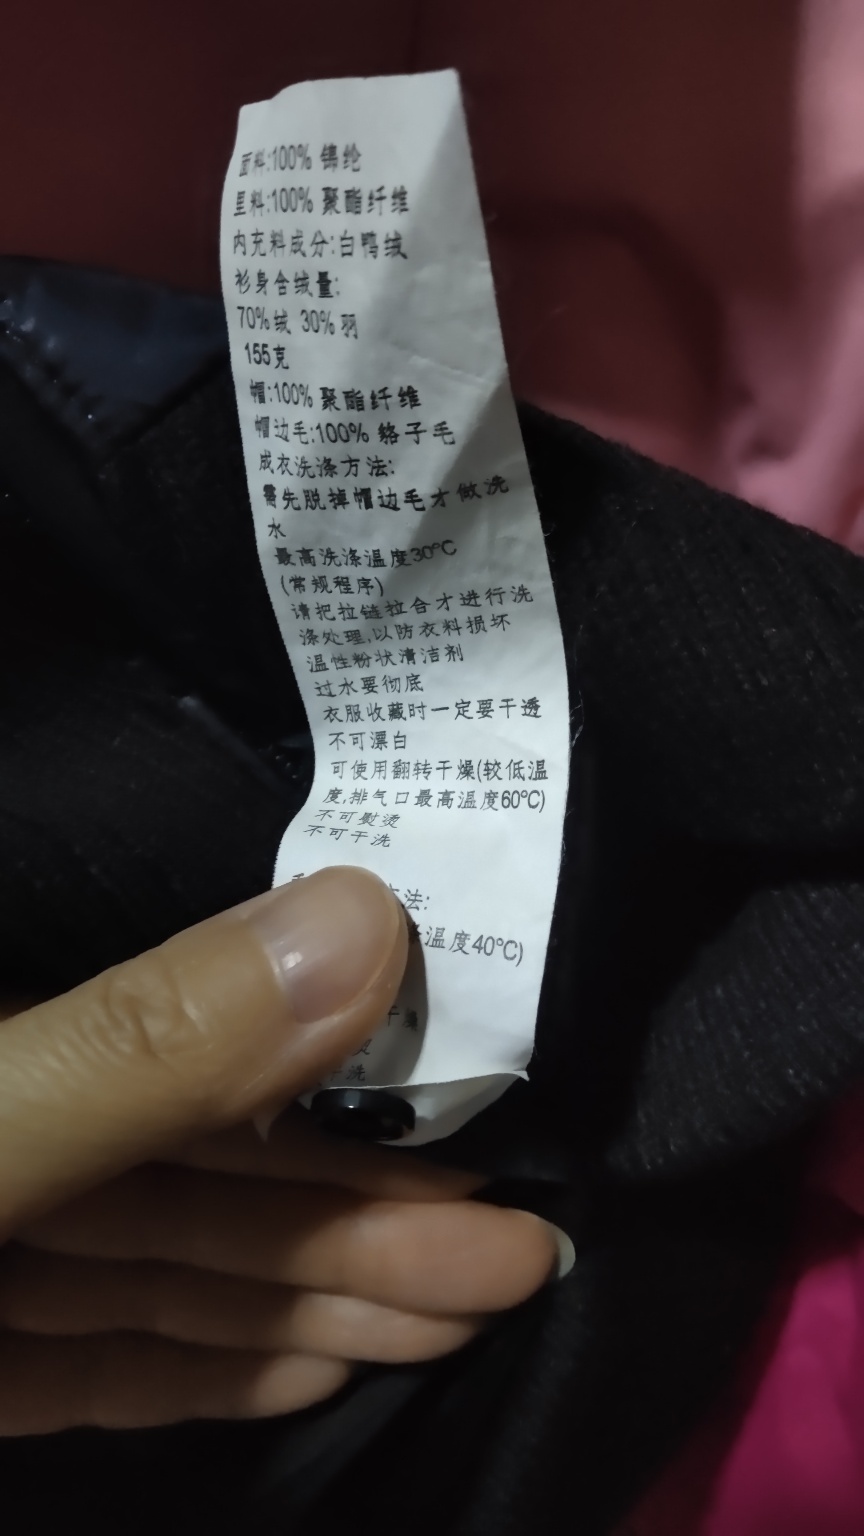 面料:100% 锦纶
里料:100% 聚酯纤维
内充料成分:白鸭绒
衫身含绒量:
70%绒 30%羽
155克
帽:100% 聚酯纤维
帽边毛:100% 貉子毛
成衣洗涤方法:
需先脱掉帽边毛才做洗
水
最高洗涤温度30℃
(常规程序)
请把拉链拉合才进行洗
涤处理,以防衣料损坏
温性粉状清洁剂
过水要彻底
衣服收藏时一定要干透
不可漂白
可使用翻转干燥(较低温
度,排气口最高温度60℃)
不可熨烫
不可干洗
法:
温度40℃)
干燥
干洗